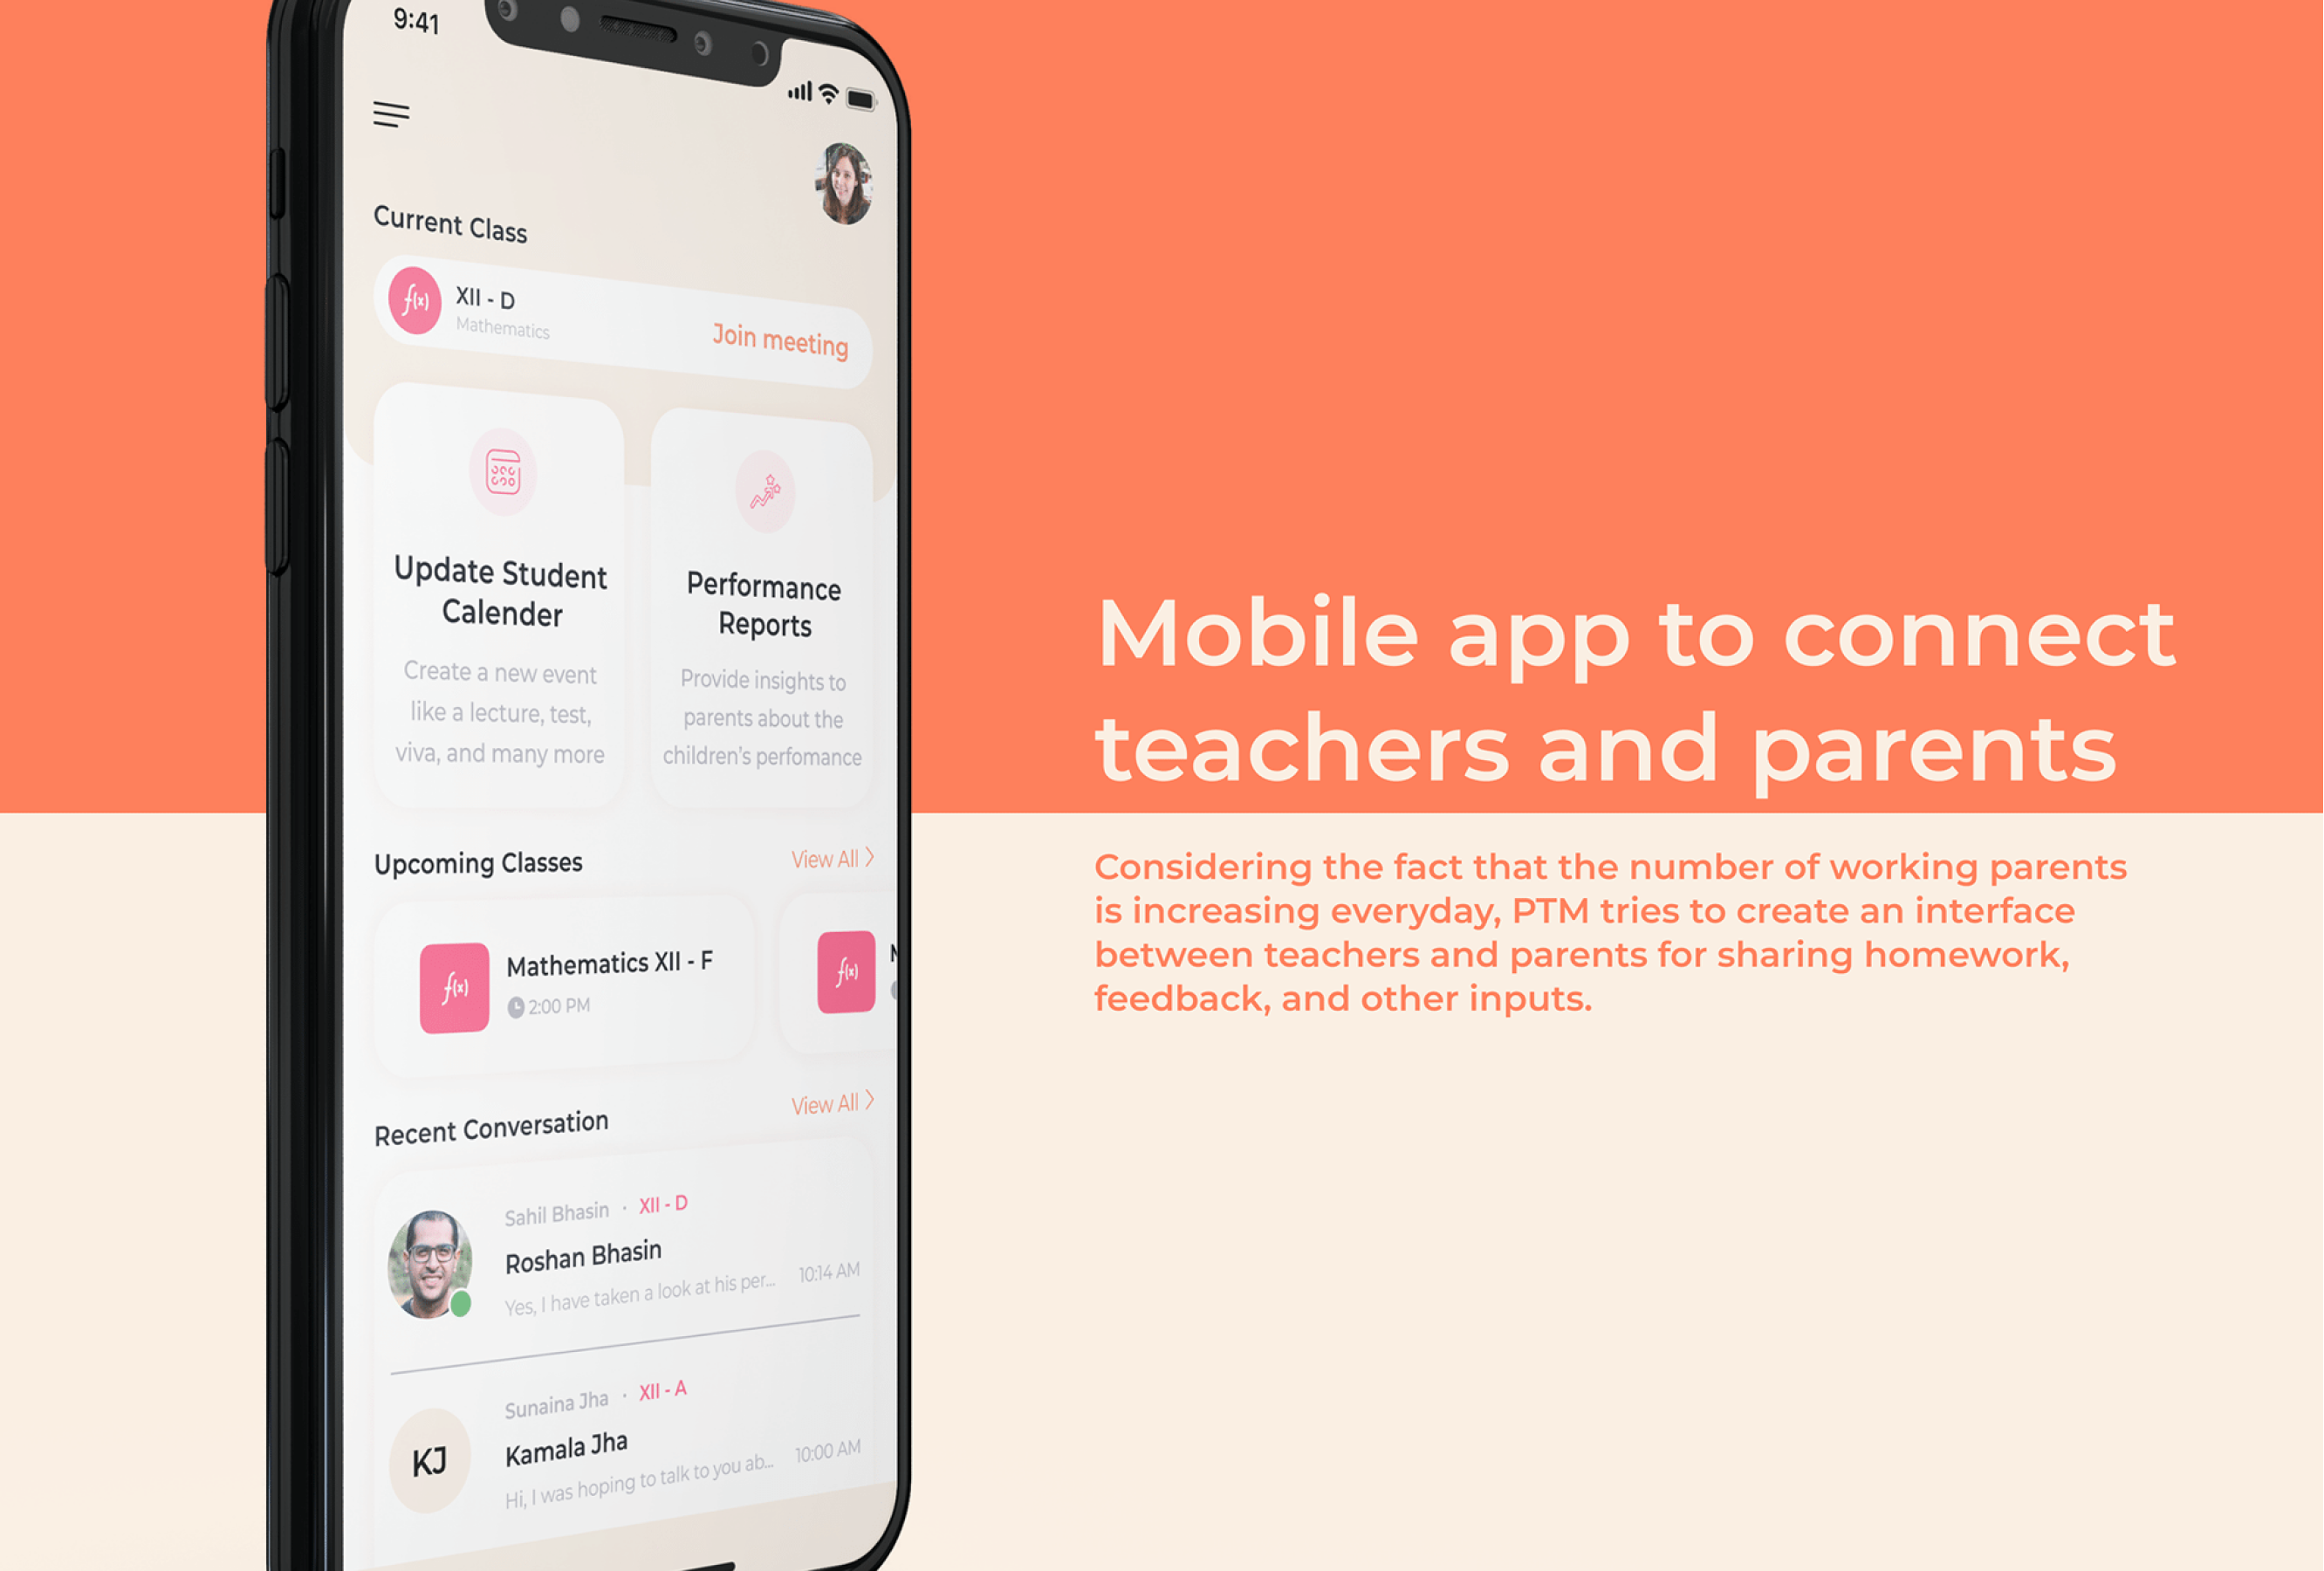 9:41
Current Class
f(x)
XII - D
Mathematics
Join meeting
Update Student
Calender
Create a new event
like a lecture, test,
viva, and many more
Performance
Reports
Provide insights to
parents about the
children's perfomance
Upcoming Classes
View All
f(x)
Mathematics XII - F
2:00 PM
f(x)
Recent Conversation
View All
Sahil Bhasin · XII - D
Roshan Bhasin
Yes, I have taken a look at his per...
10:14 AM
KJ
Sunaina Jha · XII - A
Kamala Jha
Hi, I was hoping to talk to you ab...
10:00 AM
Mobile app to connect
teachers and parents
Considering the fact that the number of working parents
is increasing everyday, PTM tries to create an interface
between teachers and parents for sharing homework,
feedback, and other inputs.